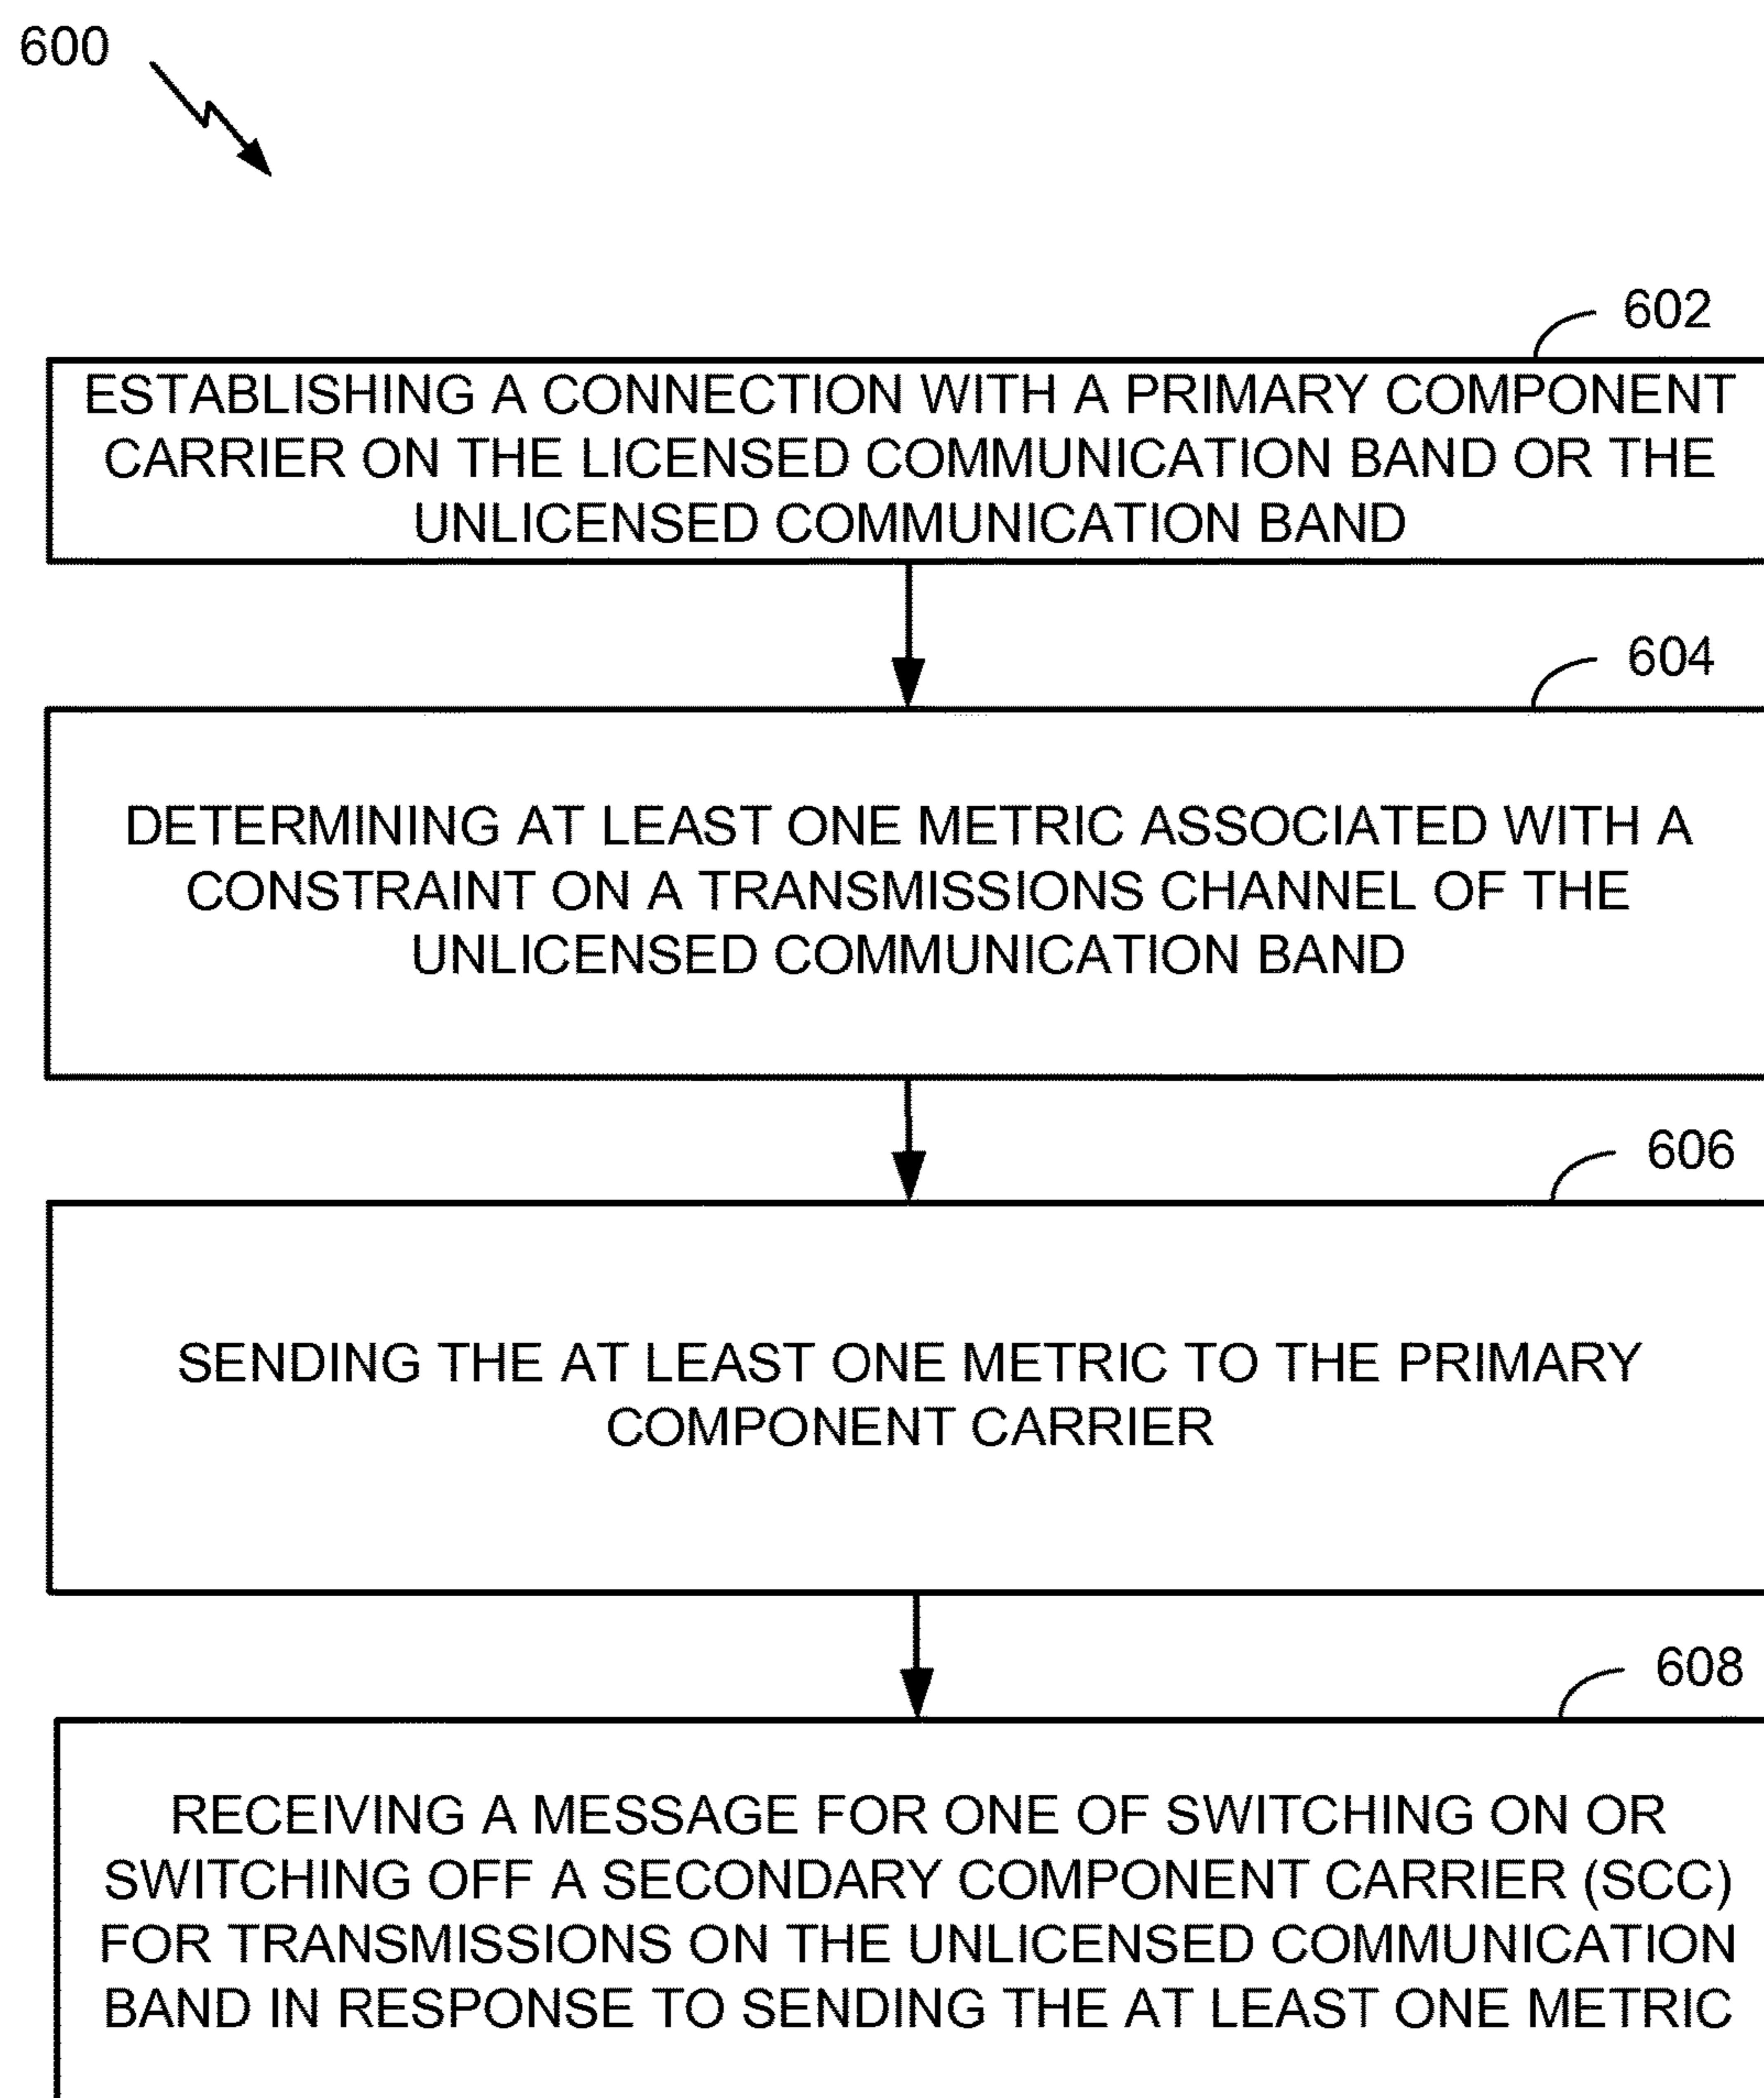 600
602
ESTABLISHING A CONNECTION WITH A PRIMARY COMPONENT
CARRIER ON THE LICENSED COMMUNICATION BAND OR THE
UNLICENSED COMMUNICATION BAND
604
DETERMINING AT LEAST ONE METRIC ASSOCIATED WITH A
CONSTRAINT ON A TRANSMISSIONS CHANNEL OF THE
UNLICENSED COMMUNICATION BAND
606
SENDING THE AT LEAST ONE METRIC TO THE PRIMARY
COMPONENT CARRIER
608
RECEIVING A MESSAGE FOR ONE OF SWITCHING ON OR
SWITCHING OFF A SECONDARY COMPONENT CARRIER (SCC)
FOR TRANSMISSIONS ON THE UNLICENSED COMMUNICATION
BAND IN RESPONSE TO SENDING THE AT LEAST ONE METRIC